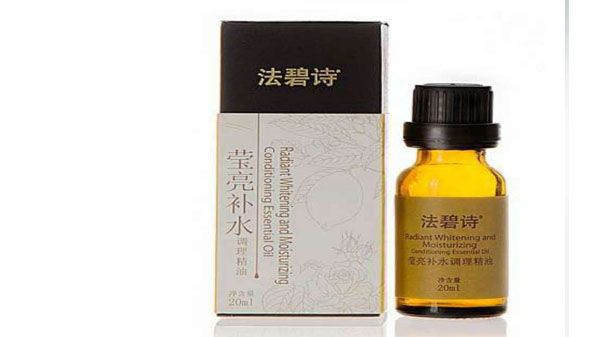 法碧诗®
莹亮补水
调理精油
Radiant Whitening and Moisturizing
Conditioning Essential Oil
净含量
20ml
法碧诗®
Radiant Whitening and
Moisturizing
Conditioning Essential Oil
莹亮补水调理精油
净含量
20ml